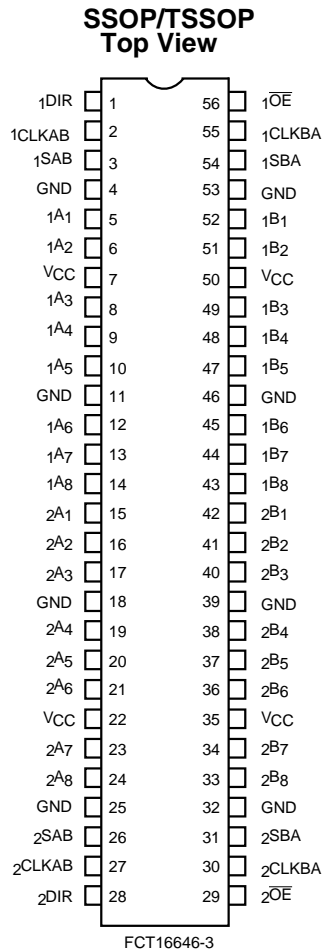 SSOP/TSSOP
Top View
1DIR 1 56 1OE
1CLKAB 2 55 1CLKBA
1SAB 3 54 1SBA
GND 4 53 GND
1A1 5 52 1B1
1A2 6 51 1B2
VCC 7 50 VCC
1A3 8 49 1B3
1A4 9 48 1B4
1A5 10 47 1B5
GND 11 46 GND
1A6 12 45 1B6
1A7 13 44 1B7
1A8 14 43 1B8
2A1 15 42 2B1
2A2 16 41 2B2
2A3 17 40 2B3
GND 18 39 GND
2A4 19 38 2B4
2A5 20 37 2B5
2A6 21 36 2B6
VCC 22 35 VCC
2A7 23 34 2B7
2A8 24 33 2B8
GND 25 32 GND
2SAB 26 31 2SBA
2CLKAB 27 30 2CLKBA
2DIR 28 29 2OE
FCT16646-3